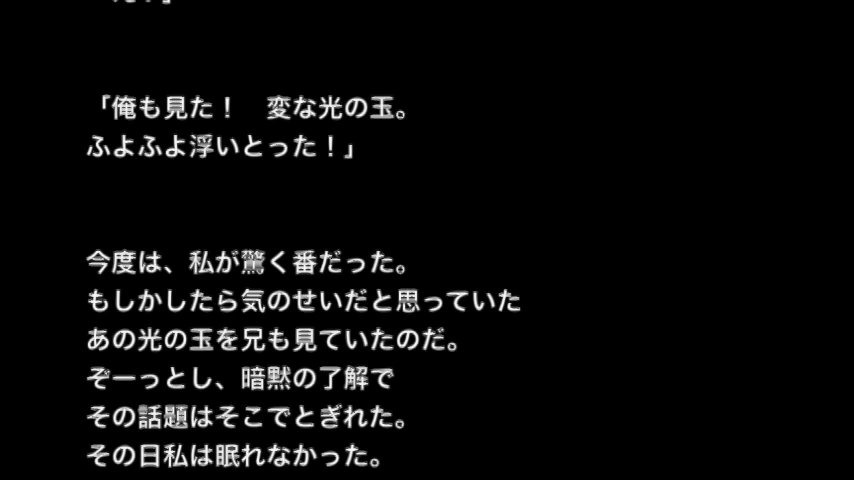 「俺も見た！　変な光の玉。
ふよふよ浮いとった！」
今度は、私が驚く番だった。
もしかしたら気のせいだと思っていた
あの光の玉を兄も見ていたのだ。
ぞーっとし、暗黙の了解で
その話題はそこでとぎれた。
その日私は眠れなかった。